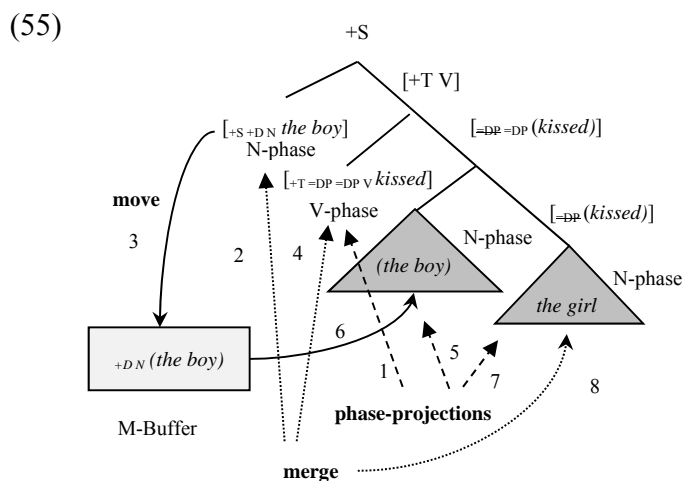 (55)
+S
[+T V]
[+S +D N the boy]
N-phase
[=DP =DP (kissed)]
move
3
[+T =DP =DP V kissed]
V-phase
2
4
[=DP (kissed)]
N-phase
(the boy)
N-phase
the girl
6
+D N (the boy)
5
1
7
8
phase-projections
M-Buffer
merge